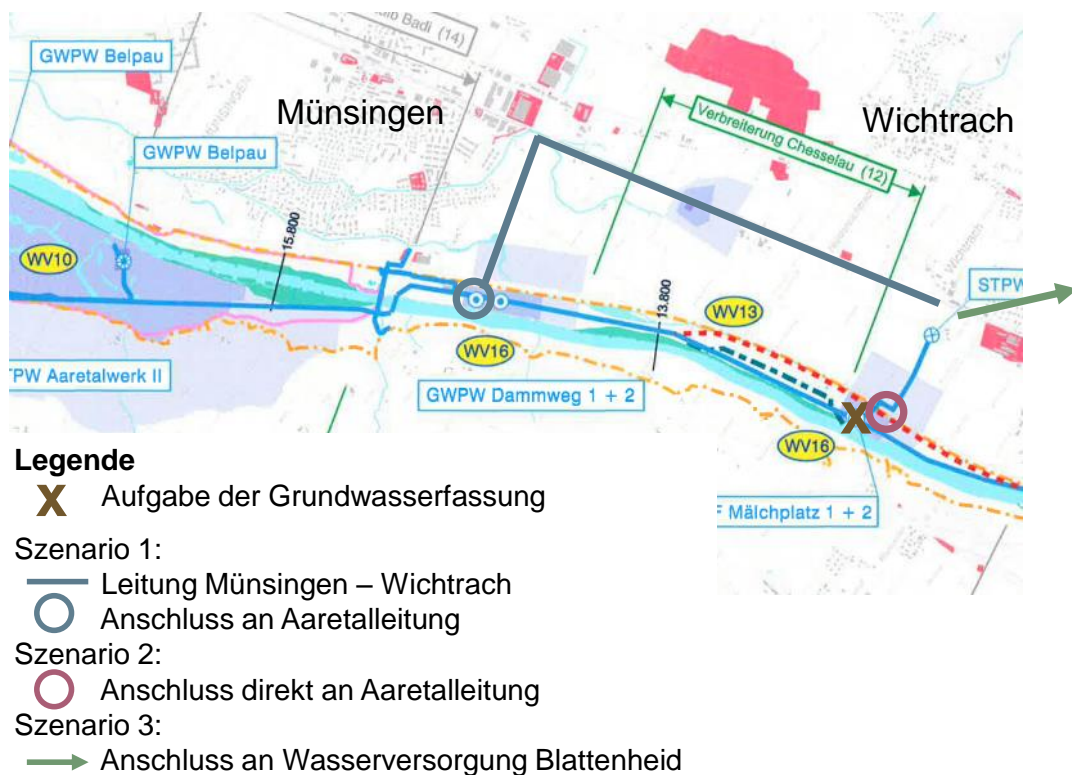 Badi (14)
GWPW Belpau
Münsingen
Wichtrach
Verbreiterung Chesselau (12)
GWPW Belpau
15.800
WV10
STPW
13.800
WV13
WV16
TPW Aaretalwerk II
GWPW Dammweg 1 + 2
WV16
F Mälchplatz 1 + 2
Legende
X Aufgabe der Grundwasserfassung
Szenario 1:
Leitung Münsingen – Wichtrach
Anschluss an Aaretalleitung
Szenario 2:
Anschluss direkt an Aaretalleitung
Szenario 3:
Anschluss an Wasserversorgung Blattenheid